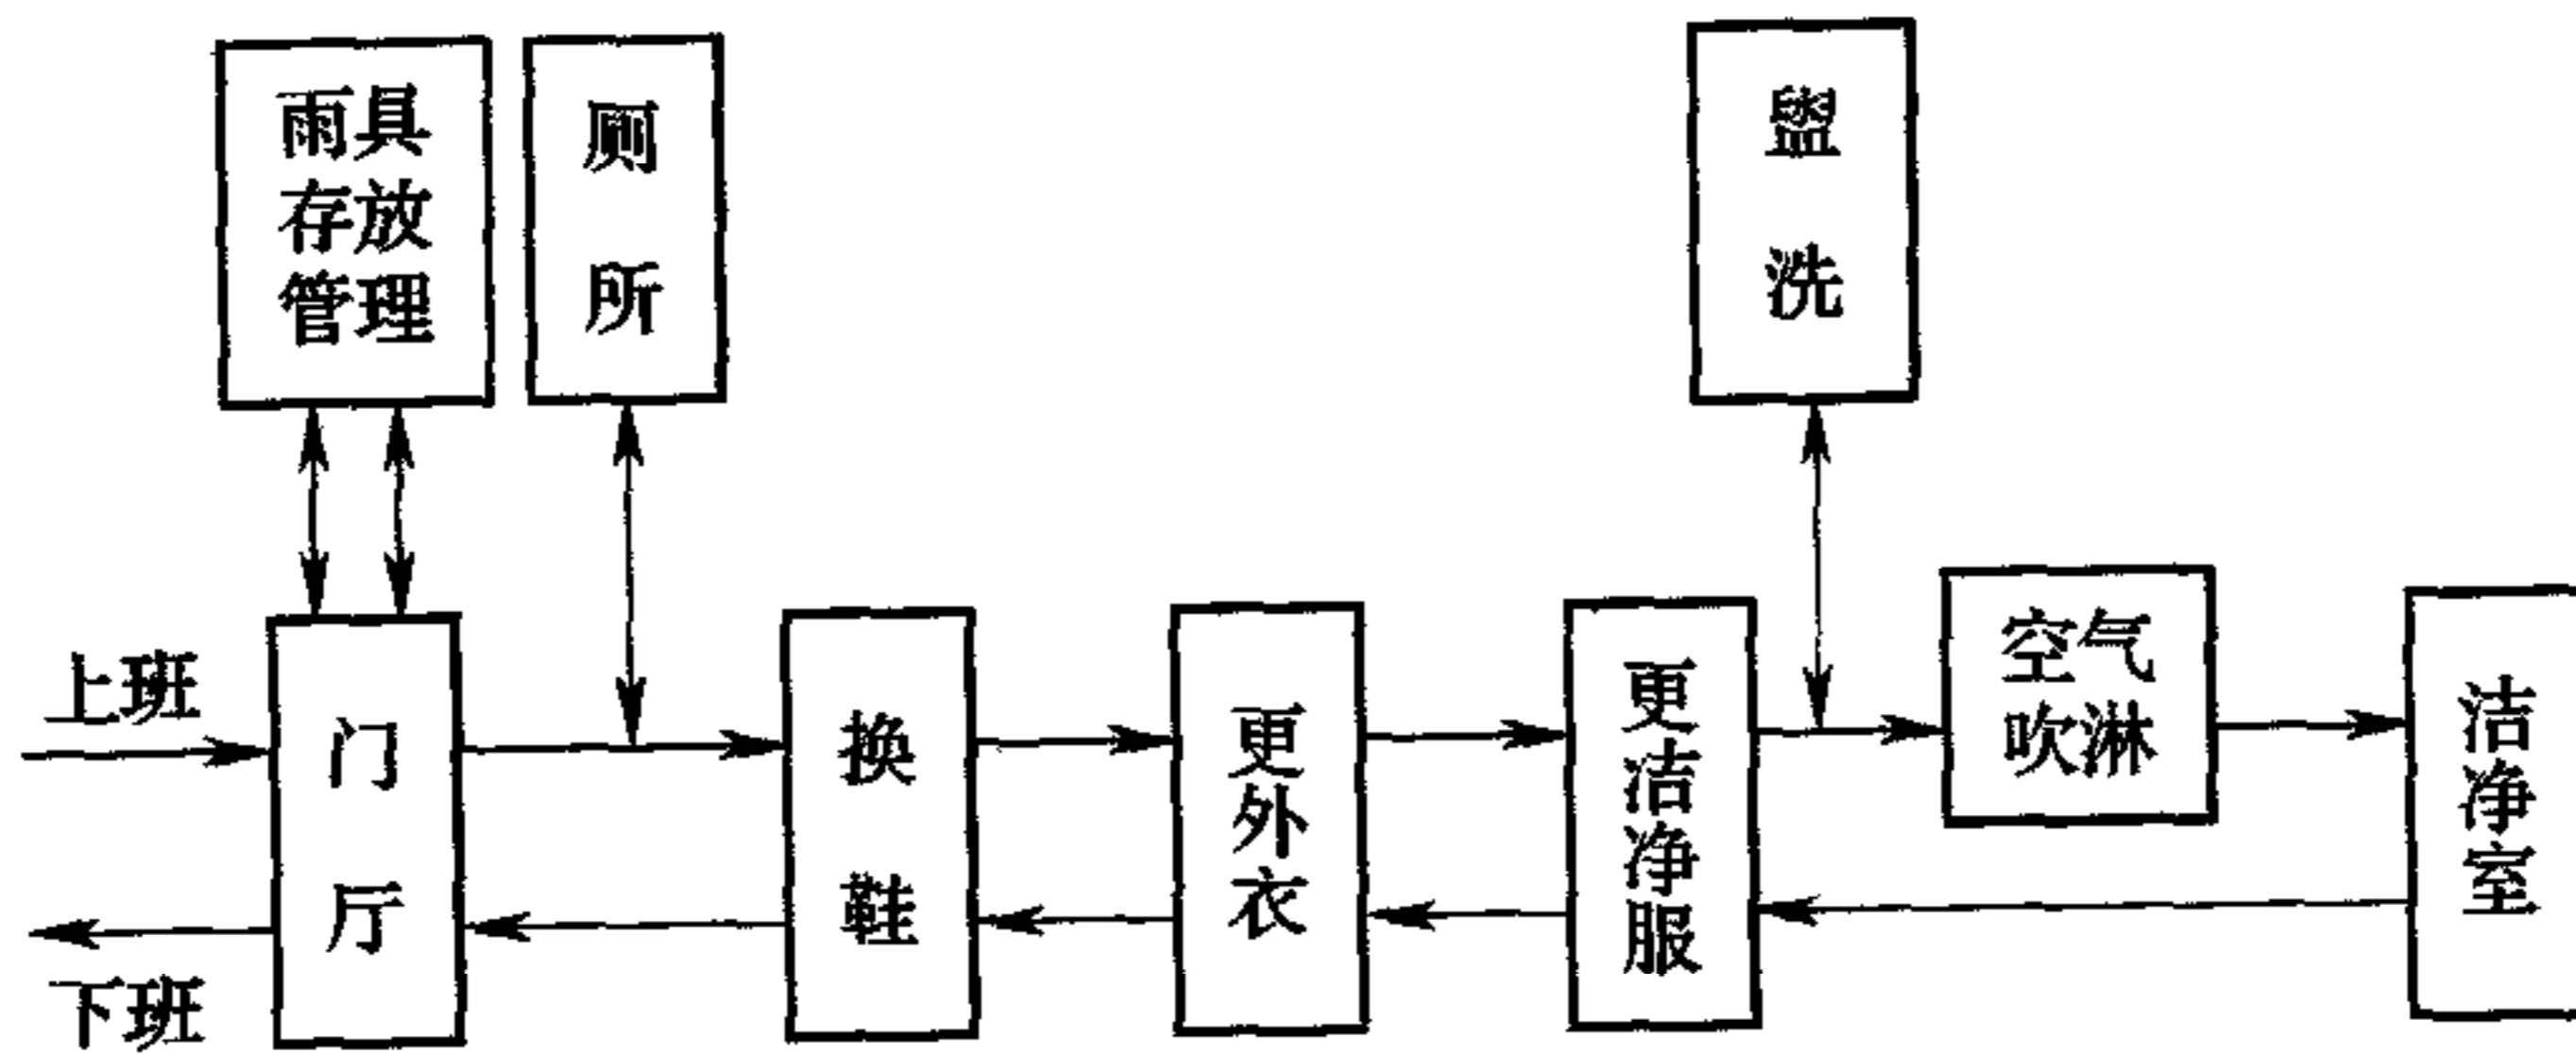 雨具
存放
管理
厕
所
盥
洗
上班
下班
门
厅
换
鞋
更
外
衣
更
洁
净
服
空气
吹淋
洁
净
室